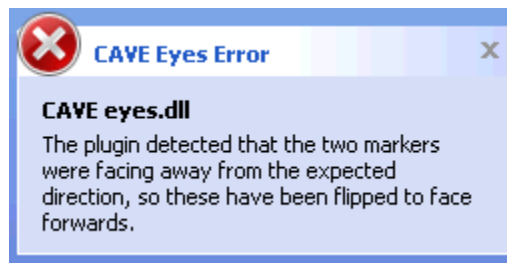 CAVE Eyes Error
x
CAVE eyes.dll
The plugin detected that the two markers
were facing away from the expected
direction, so these have been flipped to face
forwards.